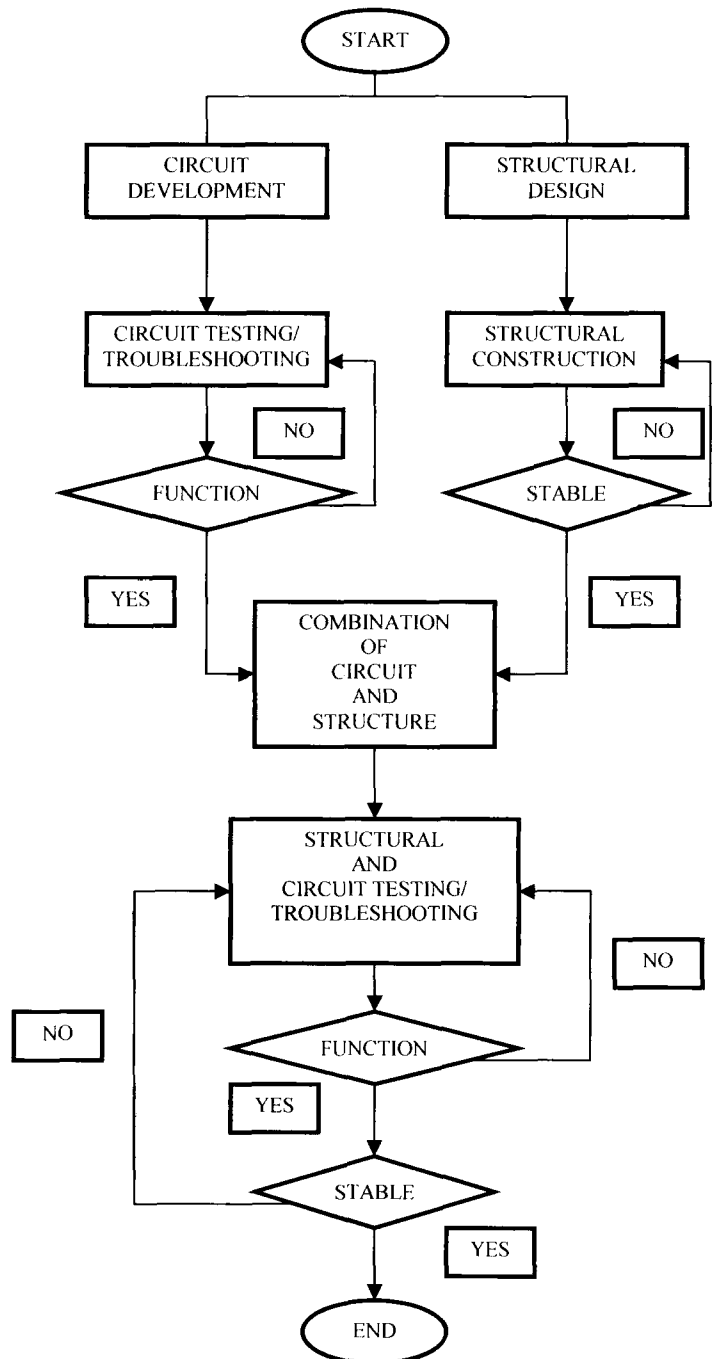 START
CIRCUIT
DEVELOPMENT
STRUCTURAL
DESIGN
CIRCUIT TESTING/
TROUBLESHOOTING
STRUCTURAL
CONSTRUCTION
NO
NO
FUNCTION
STABLE
YES
YES
COMBINATION
OF
CIRCUIT
AND
STRUCTURE
STRUCTURAL
AND
CIRCUIT TESTING/
TROUBLESHOOTING
NO
NO
FUNCTION
YES
STABLE
YES
END